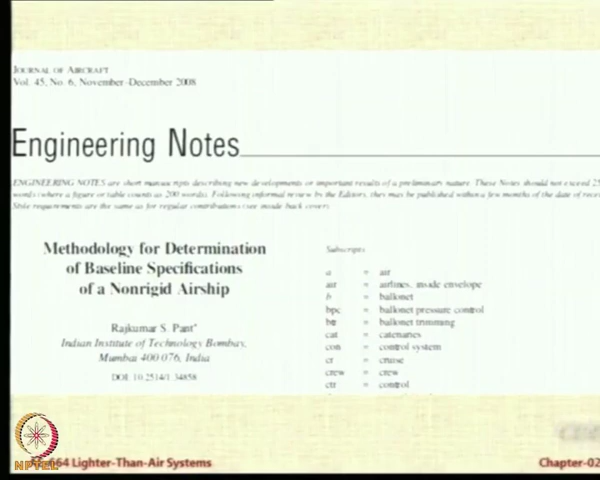 JOURNAL OF AIRCRAFT
Vol. 45, No. 6, November–December 2008
Engineering Notes
ENGINEERING NOTES are short manuscripts describing new developments or important results of a preliminary nature. These Notes should not exceed 25
words (where a figure or table counts as 200 words). Following informal review by the Editors, they may be published within a few months of the date of recei
Style requirements are the same as for regular contributions (see inside back cover).
Methodology for Determination
of Baseline Specifications
of a Nonrigid Airship
Rajkumar S. Pant*
Indian Institute of Technology Bombay,
Mumbai 400 076, India
DOI: 10.2514/1.34858
Subscripts
a = air
air = airlines, inside envelope
b = ballonet
bpc = ballonet pressure control
btr = ballonet trimming
cat = catenaries
con = control system
cr = cruise
crew = crew
ctr = control
NPTEL
664 Lighter-Than-Air Systems
Chapter-02